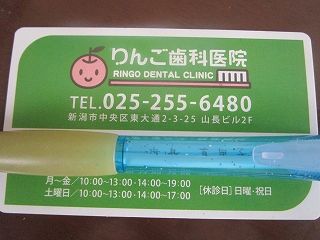 りんご歯科医院
RINGO DENTAL CLINIC
TEL.025-255-6480
新潟市中央区東大通2-3-25 山長ビル2F
月〜金／10:00~13:00・14:00~19:00
土曜日／10:00~13:00・14:00~17:00 [休診日] 日曜・祝日